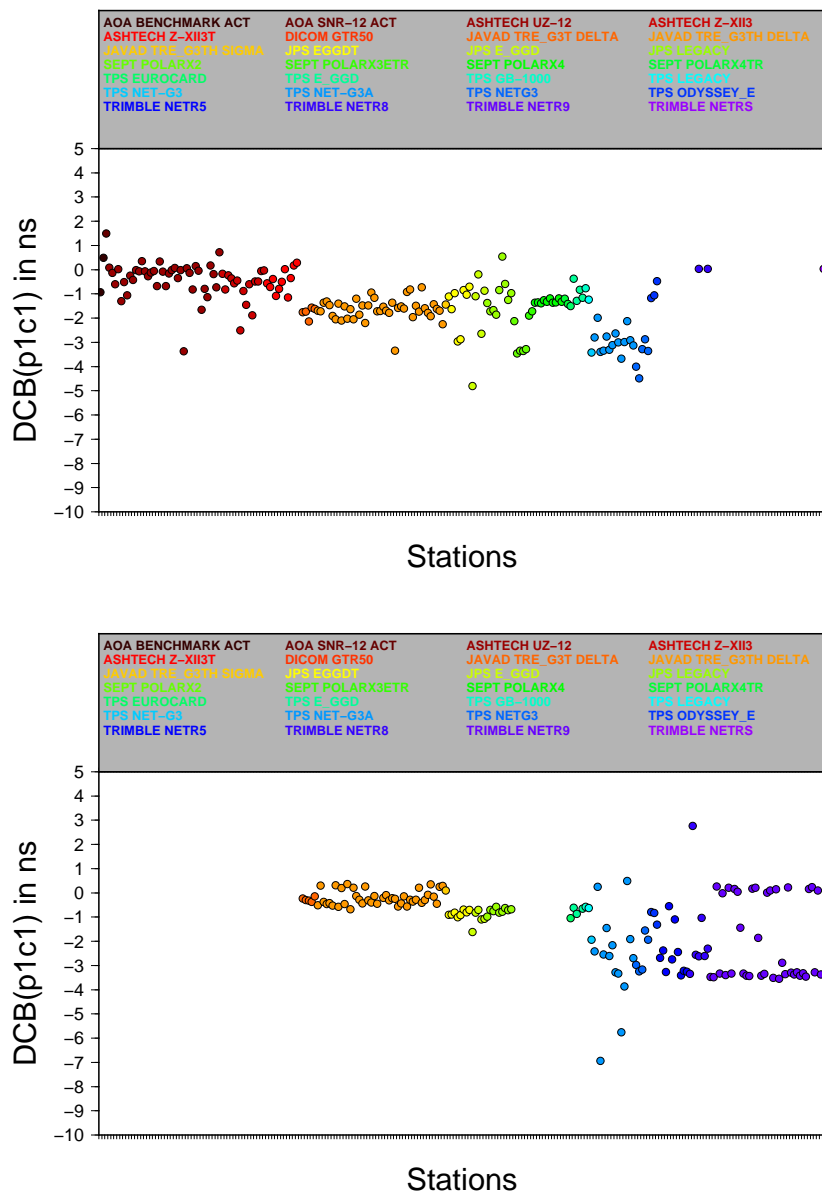 AOA BENCHMARK ACT AOA SNR−12 ACT ASHTECH UZ−12 ASHTECH Z−XII3
ASHTECH Z−XII3T DICOM GTR50 JAVAD TRE_G3T DELTA JAVAD TRE_G3TH DELTA
JAVAD TRE_G3TH SIGMA JPS EGGDT JPS E_GGD JPS LEGACY
SEPT POLARX2 SEPT POLARX3ETR SEPT POLARX4 SEPT POLARX4TR
TPS EUROCARD TPS E_GGD TPS GB−1000 TPS LEGACY
TPS NET−G3 TPS NET−G3A TPS NETG3 TPS ODYSSEY_E
TRIMBLE NETR5 TRIMBLE NETR8 TRIMBLE NETR9 TRIMBLE NETRS
DCB(p1c1) in ns
5
4
3
2
1
0
−1
−2
−3
−4
−5
−6
−7
−8
−9
−10
Stations
AOA BENCHMARK ACT AOA SNR−12 ACT ASHTECH UZ−12 ASHTECH Z−XII3
ASHTECH Z−XII3T DICOM GTR50 JAVAD TRE_G3T DELTA JAVAD TRE_G3TH DELTA
JAVAD TRE_G3TH SIGMA JPS EGGDT JPS E_GGD JPS LEGACY
SEPT POLARX2 SEPT POLARX3ETR SEPT POLARX4 SEPT POLARX4TR
TPS EUROCARD TPS E_GGD TPS GB−1000 TPS LEGACY
TPS NET−G3 TPS NET−G3A TPS NETG3 TPS ODYSSEY_E
TRIMBLE NETR5 TRIMBLE NETR8 TRIMBLE NETR9 TRIMBLE NETRS
DCB(p1c1) in ns
5
4
3
2
1
0
−1
−2
−3
−4
−5
−6
−7
−8
−9
−10
Stations